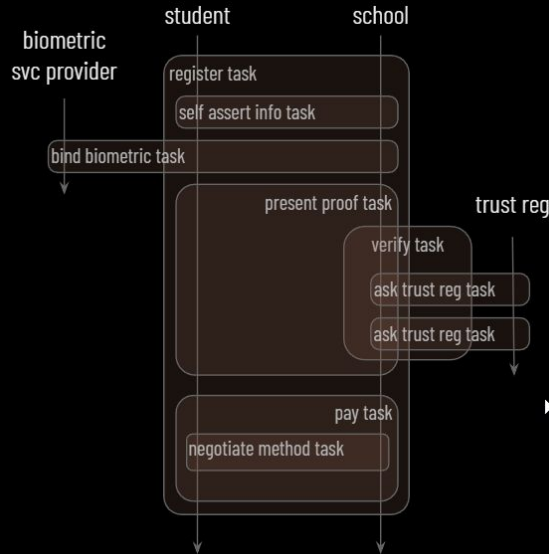 student
school
biometric
svc provider
register task
self assert info task
bind biometric task
present proof task
trust reg
verify task
ask trust reg task
ask trust reg task
pay task
negotiate method task